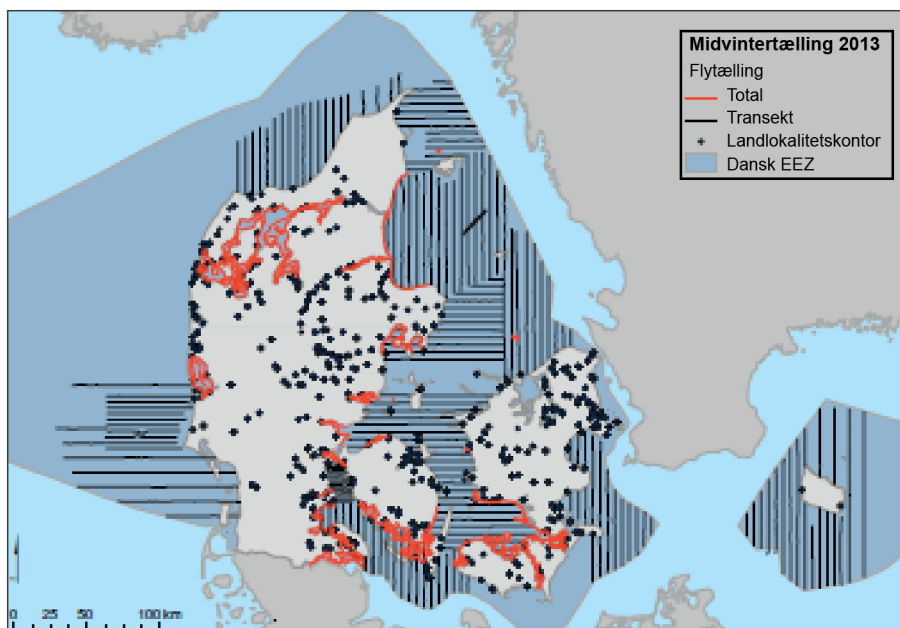 Midvintertælling 2013
Flytælling
Total
Transekt
Landlokalitetskontor
Dansk EEZ
0 25 50 100 km